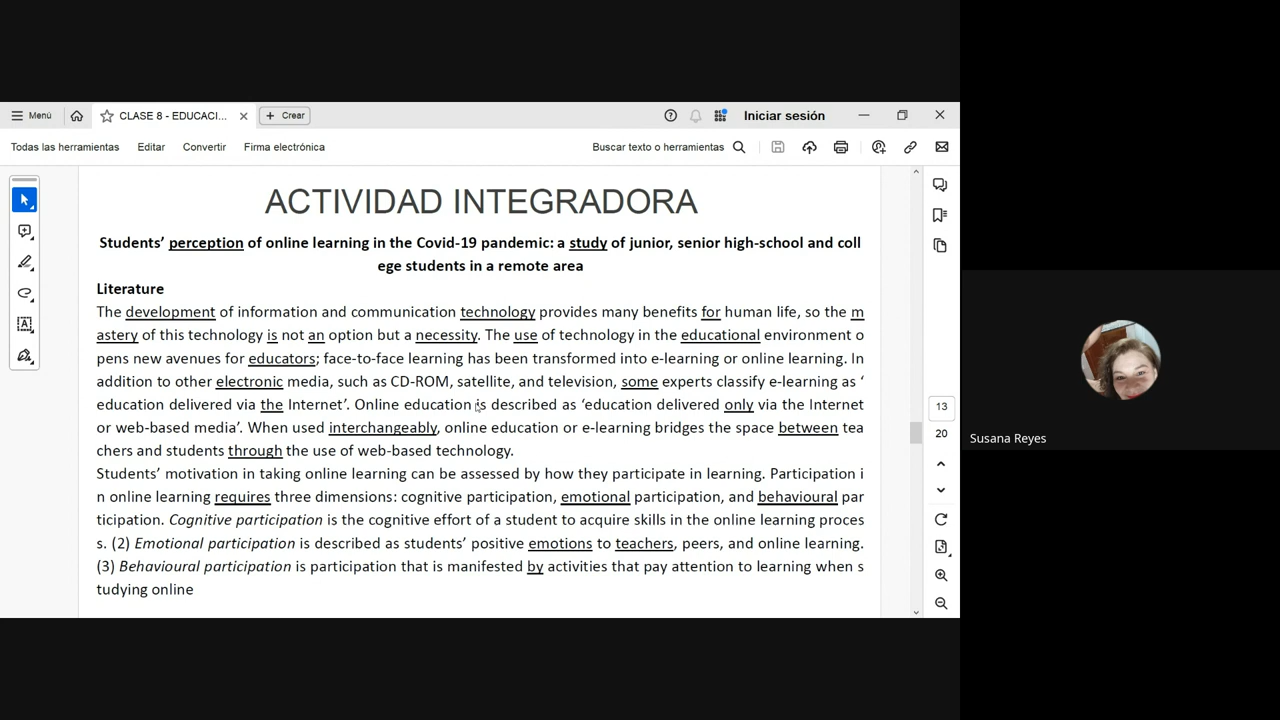 Menú
CLASE 8 - EDUCACI...
Crear
Iniciar sesión
Todas las herramientas
Editar
Convertir
Firma electrónica
Buscar texto o herramientas
ACTIVIDAD INTEGRADORA
Students’ perception of online learning in the Covid-19 pandemic: a study of junior, senior high-school and coll
ege students in a remote area
Literature
The development of information and communication technology provides many benefits for human life, so the m
astery of this technology is not an option but a necessity. The use of technology in the educational environment o
pens new avenues for educators; face-to-face learning has been transformed into e-learning or online learning. In
addition to other electronic media, such as CD-ROM, satellite, and television, some experts classify e-learning as ‘
education delivered via the Internet’. Online education is described as ‘education delivered only via the Internet
or web-based media’. When used interchangeably, online education or e-learning bridges the space between tea
chers and students through the use of web-based technology.
Students’ motivation in taking online learning can be assessed by how they participate in learning. Participation i
n online learning requires three dimensions: cognitive participation, emotional participation, and behavioural par
ticipation. Cognitive participation is the cognitive effort of a student to acquire skills in the online learning proces
s. (2) Emotional participation is described as students’ positive emotions to teachers, peers, and online learning.
(3) Behavioural participation is participation that is manifested by activities that pay attention to learning when s
tudying online
13
20
Susana Reyes